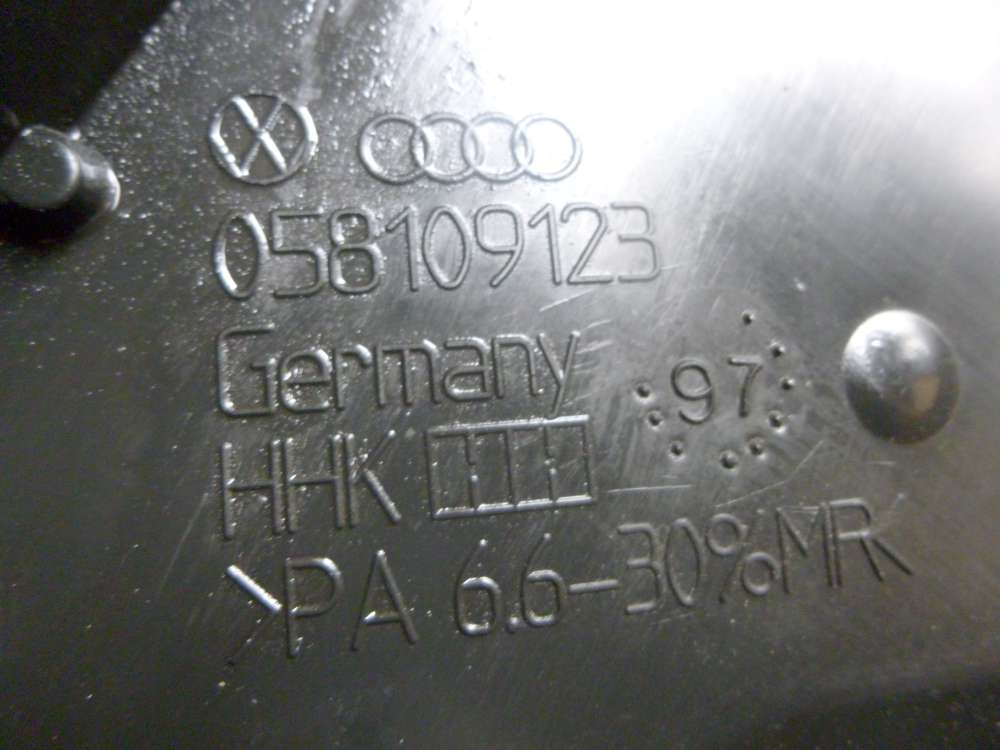 058109123
Germany
97
HHK
>PA 6.6-30%MR<